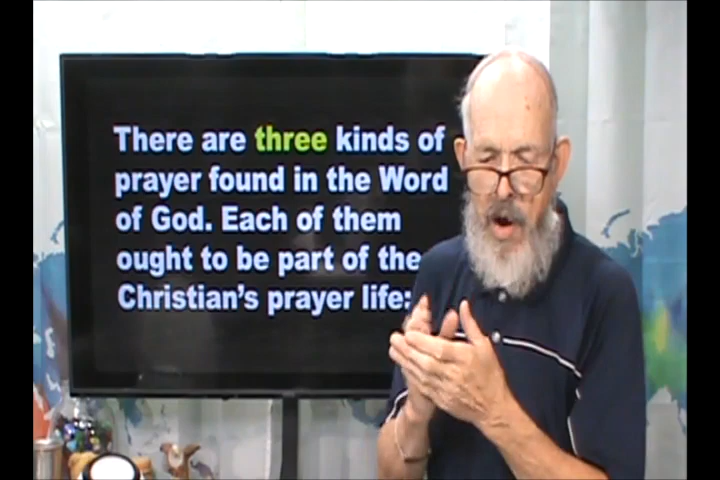 There are three kinds of
prayer found in the Word
of God. Each of them
ought to be part of the
Christian's prayer life: